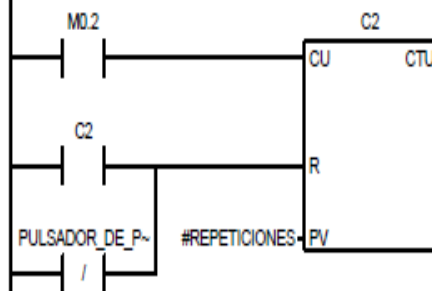 M0.2
C2
CU
CTU
C2
R
PULSADOR_DE_P~
#REPETICIONES
PV
/